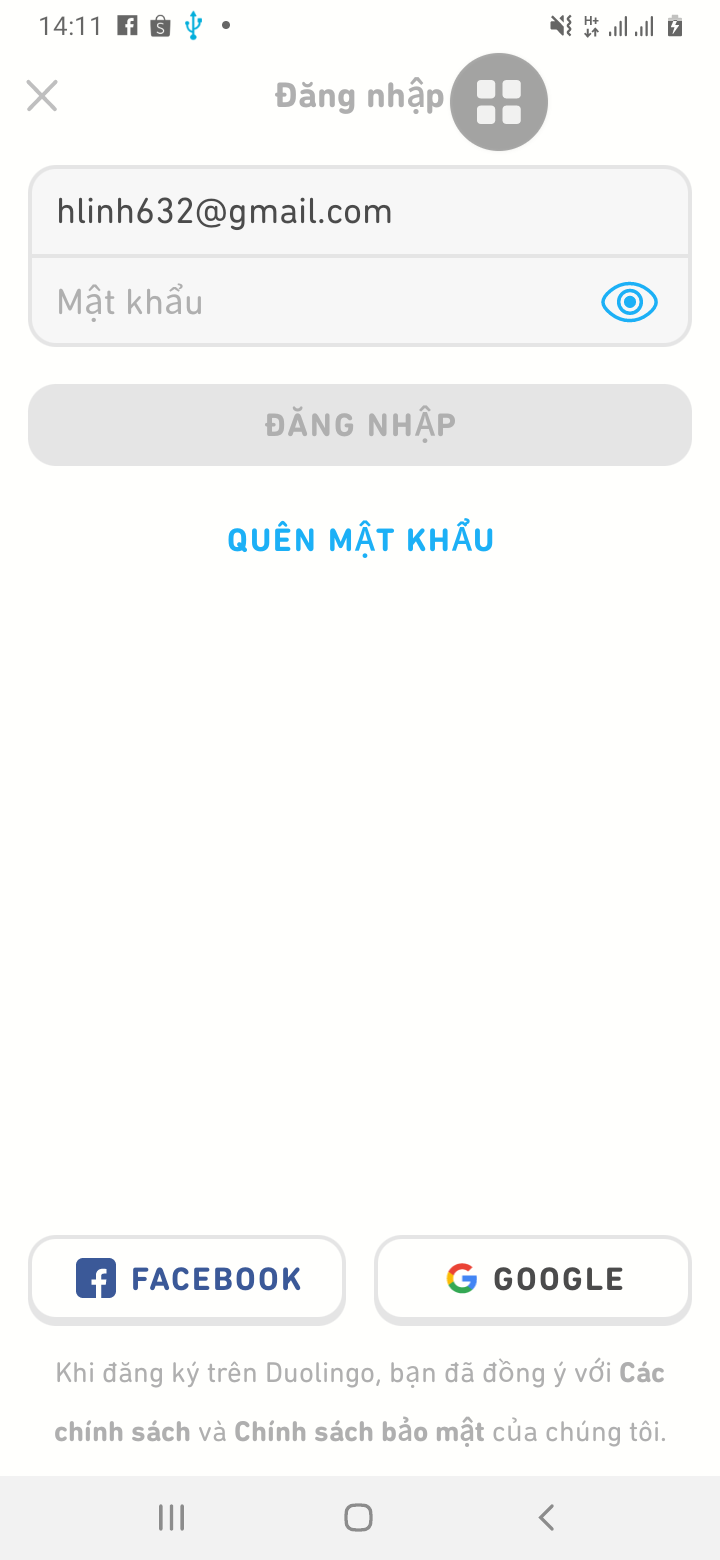 14:11
Đăng nhập
hlinh632@gmail.com
Mật khẩu
ĐĂNG NHẬP
QUÊN MẬT KHẨU
FACEBOOK
GOOGLE
Khi đăng ký trên Duolingo, bạn đã đồng ý với Các
chính sách và Chính sách bảo mật của chúng tôi.